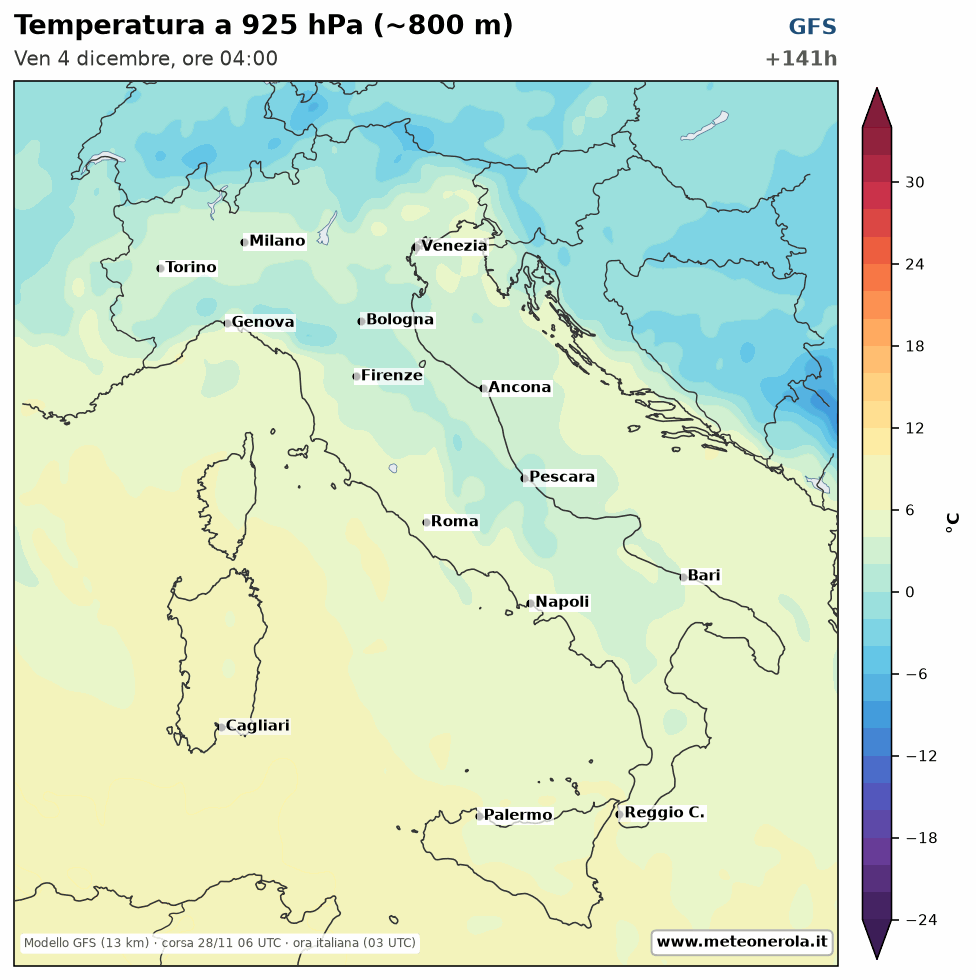 Temperatura a 925 hPa (~800 m)
GFS
Ven 4 dicembre, ore 04:00
+141h
Milano
Venezia
Torino
Genova
Bologna
Firenze
Ancona
Pescara
Roma
Bari
Napoli
Cagliari
Palermo
Reggio C.
30
24
18
12
6
0
−6
−12
−18
−24
°C
Modello GFS (13 km) · corsa 28/11 06 UTC · ora italiana (03 UTC)
www.meteonerola.it